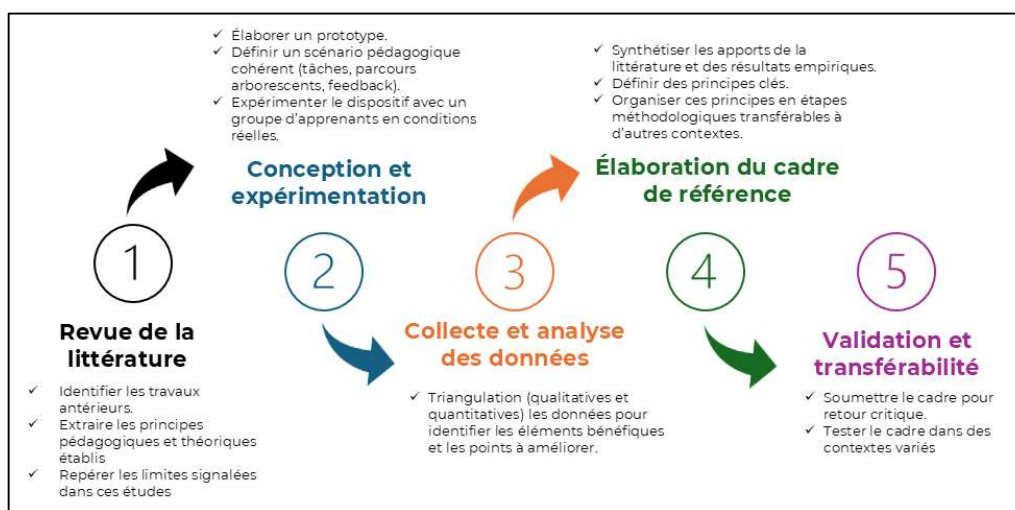 ✓ Élaborer un prototype.
✓ Définir un scénario pédagogique
cohérent (tâches, parcours
arborescents, feedback).
✓ Expérimenter le dispositif avec un
groupe d'apprenants en conditions
réelles.
Conception et
expérimentation
✓ Synthétiser les apports de la
littérature et des résultats empiriques.
✓ Définir des principes clés.
✓ Organiser ces principes en étapes
méthodologiques transférables à
d'autres contextes.
Élaboration du cadre
de référence
1
2
3
4
5
Revue de la
littérature
✓ Identifier les travaux
antérieurs.
✓ Extraire les principes
pédagogiques et théoriques
établis
✓ Repérer les limites signalées
dans ces études
Collecte et analyse
des données
✓ Triangulation (qualitatives et
quantitatives) les données pour
identifier les éléments bénéfiques
et les points à améliorer.
Validation et
transférabilité
✓ Soumettre le cadre pour
retour critique.
✓ Tester le cadre dans des
contextes variés